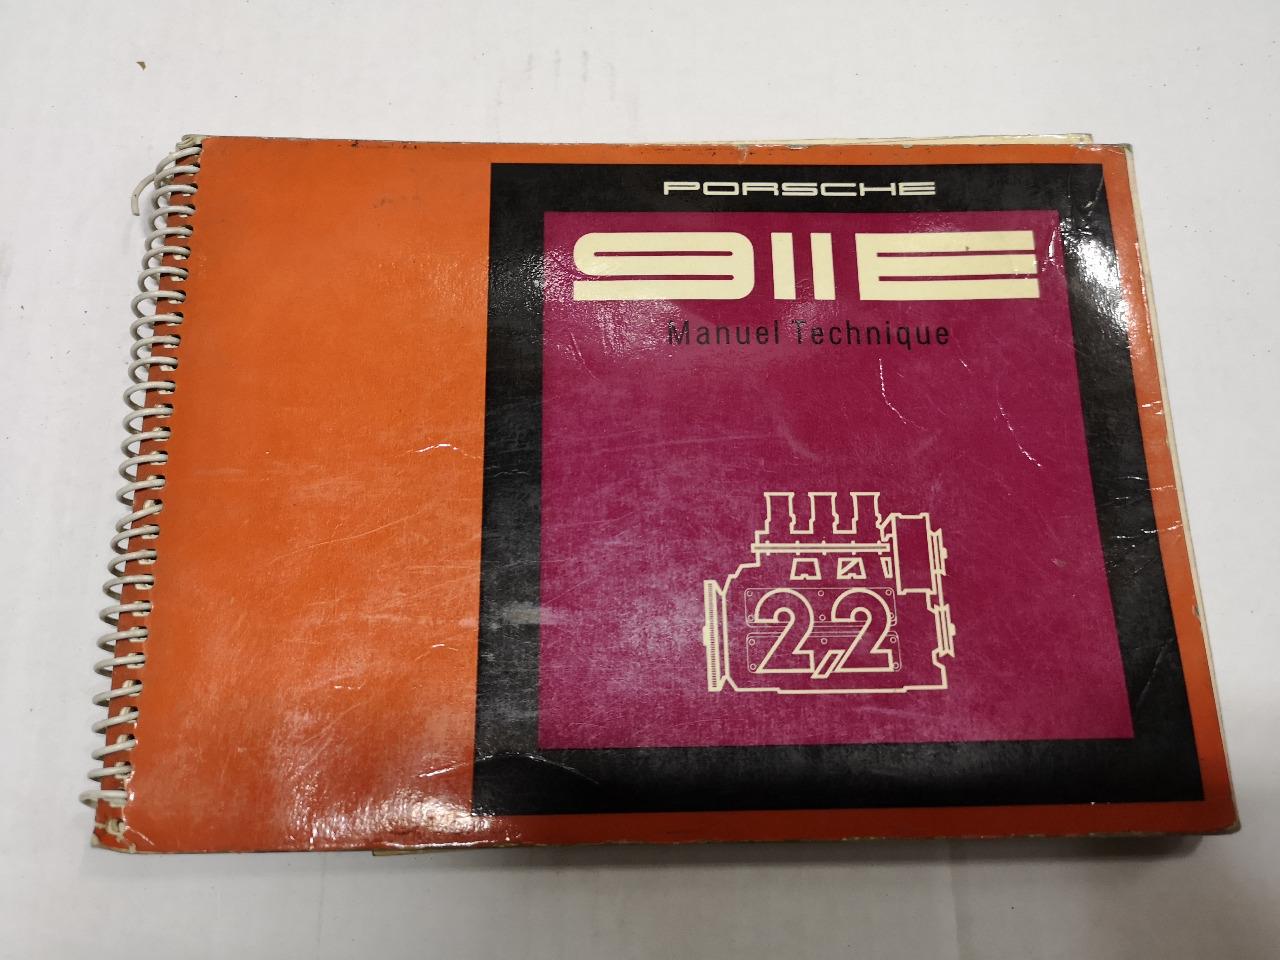 PORSCHE
911E
Manuel Technique
2,2